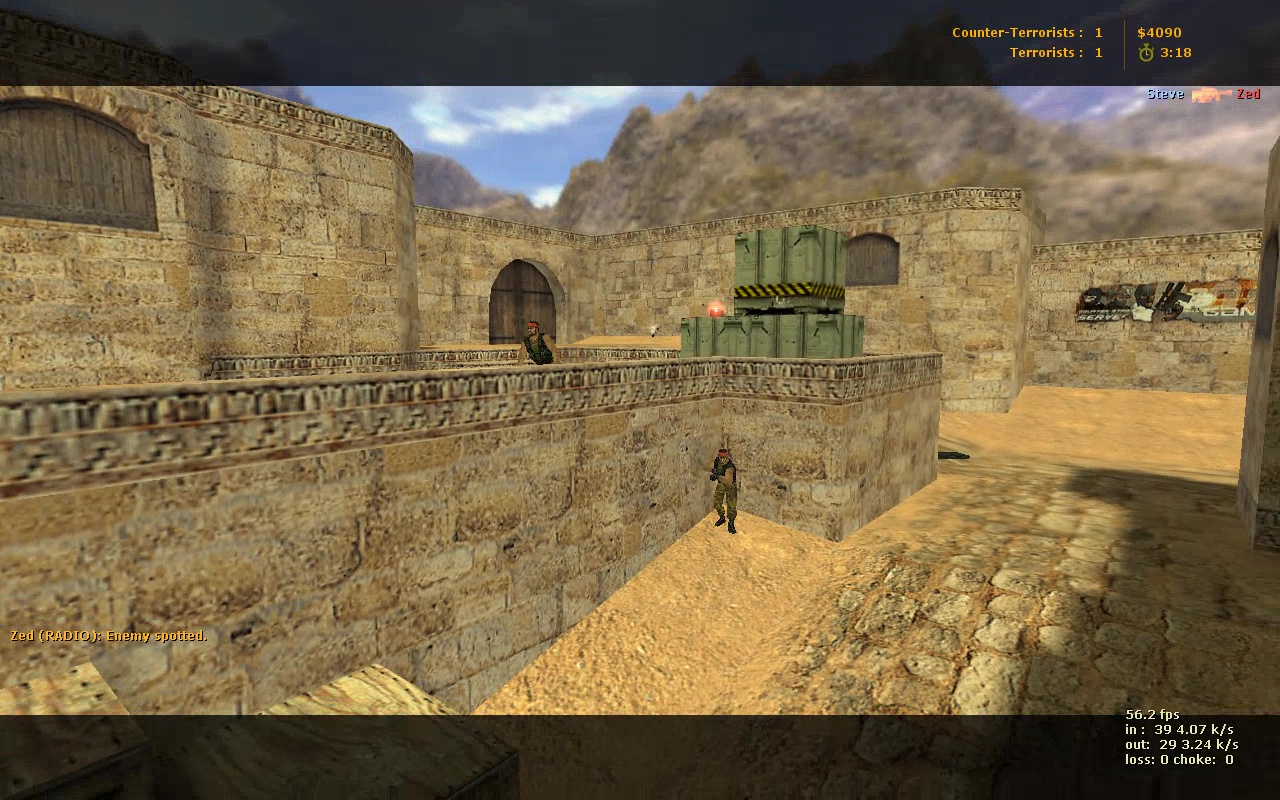 Counter-Terrorists : 1 $4090
Terrorists : 1 3:18
Steve Zed
Zed (RADIO): Enemy spotted.
56.2 fps
in : 39 4.07 k/s
out: 29 3.24 k/s
loss: 0 choke: 0